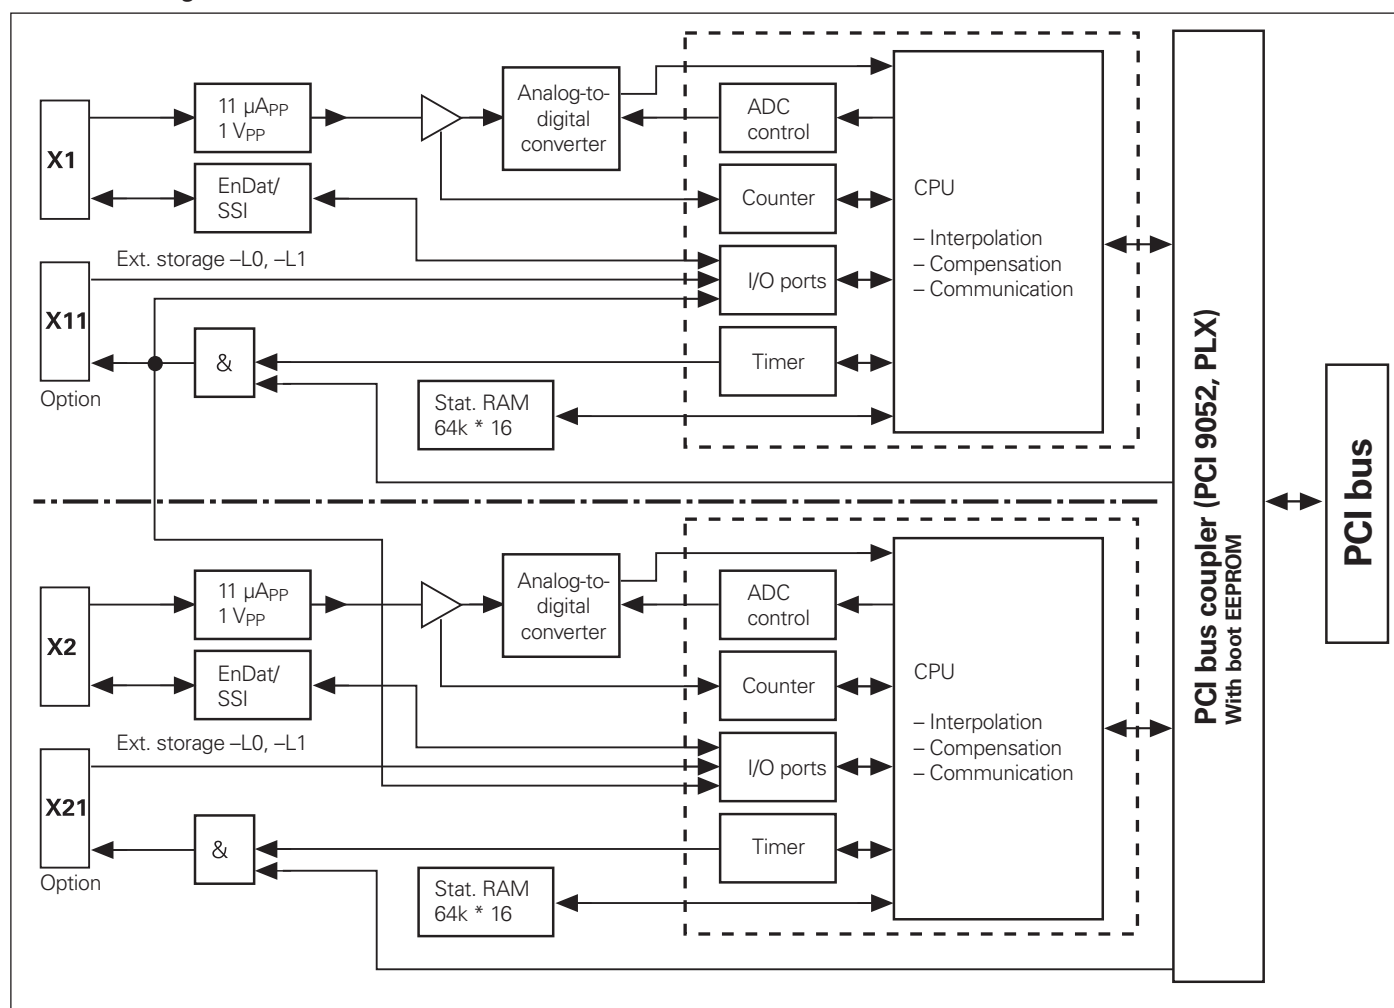 11 µAPP
1 VPP
Analog-to-
digital
converter
ADC
control
X1
EnDat/
SSI
Counter
CPU
– Interpolation
– Compensation
– Communication
Ext. storage –L0, –L1
I/O ports
X11
Option
&
Timer
Stat. RAM
64k * 16
PCI bus coupler (PCI 9052, PLX)
With boot EEPROM
PCI bus
11 µAPP
1 VPP
Analog-to-
digital
converter
ADC
control
X2
EnDat/
SSI
Counter
CPU
– Interpolation
– Compensation
– Communication
Ext. storage –L0, –L1
I/O ports
X21
Option
&
Timer
Stat. RAM
64k * 16